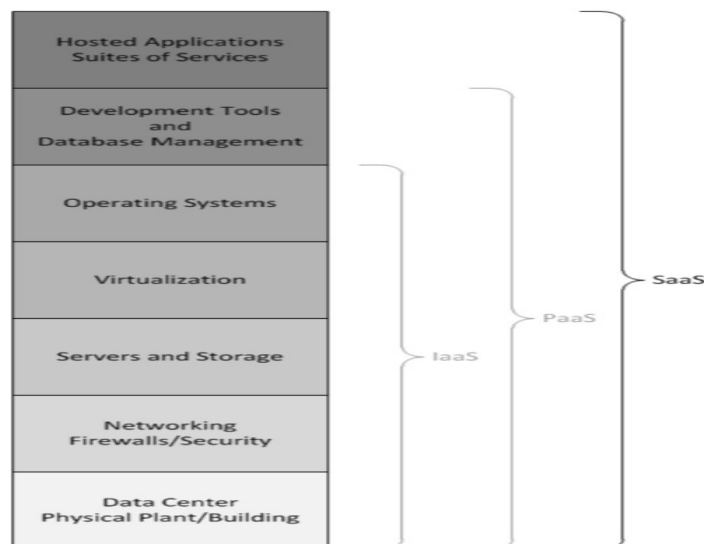 Hosted Applications
Suites of Services
Development Tools
and
Database Management
Operating Systems
Virtualization
Servers and Storage
Networking
Firewalls/Security
Data Center
Physical Plant/Building
IaaS
PaaS
SaaS